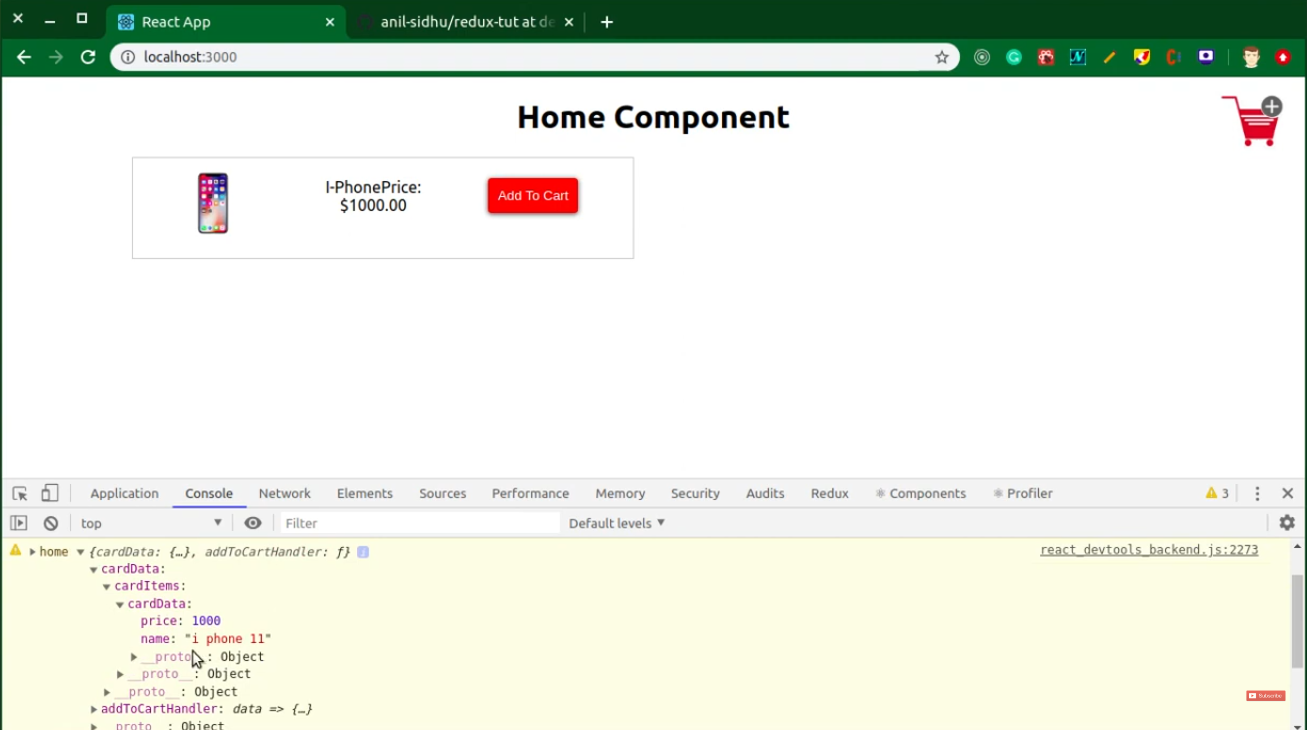 React App
anil-sidhu/redux-tut at de
localhost:3000
Home Component
I-PhonePrice:
$1000.00
Add To Cart
Application Console Network Elements Sources Performance Memory Security Audits Redux Components Profiler 3
top Filter Default levels
home {cardData: {…}, addToCartHandler: ƒ} react_devtools_backend.js:2273
cardData:
cardItems:
cardData:
price: 1000
name: "i phone 11"
__proto__: Object
__proto__: Object
__proto__: Object
addToCartHandler: data => {…}
__proto__: Object
Subscribe